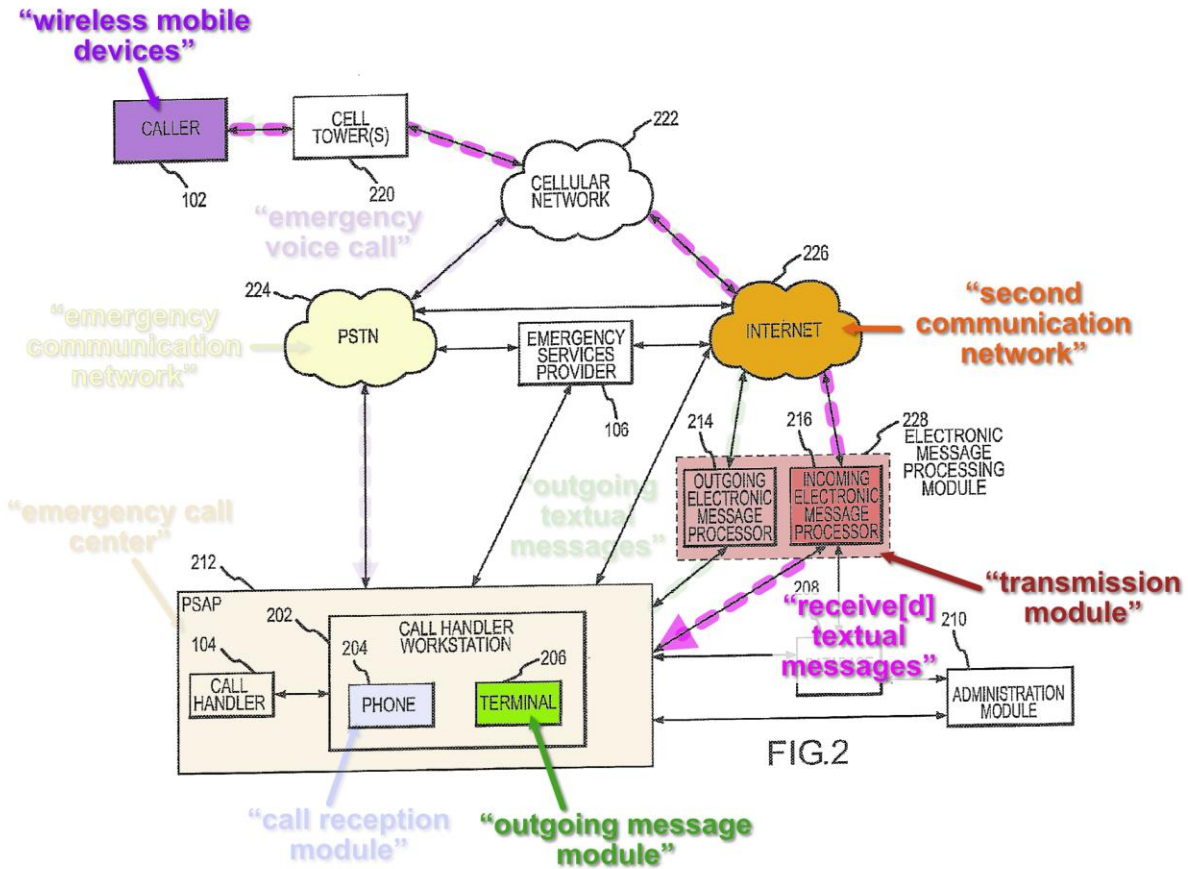 “wireless mobile
devices”
CALLER
102
CELL
TOWER(S)
220
222
CELLULAR
NETWORK
“emergency
voice call”
224
PSTN
“emergency
communication
network”
EMERGENCY
SERVICES
PROVIDER
106
226
INTERNET
“second
communication
network”
214
216
228
ELECTRONIC
MESSAGE
PROCESSING
MODULE
OUTGOING
ELECTRONIC
MESSAGE
PROCESSOR
INCOMING
ELECTRONIC
MESSAGE
PROCESSOR
“outgoing
textual
messages”
“emergency call
center”
212
PSAP
“transmission
module”
208
“receive[d]
textual
messages”
210
ADMINISTRATION
MODULE
202
CALL HANDLER
WORKSTATION
104
CALL
HANDLER
204
PHONE
206
TERMINAL
FIG.2
“call reception
module”
“outgoing message
module”